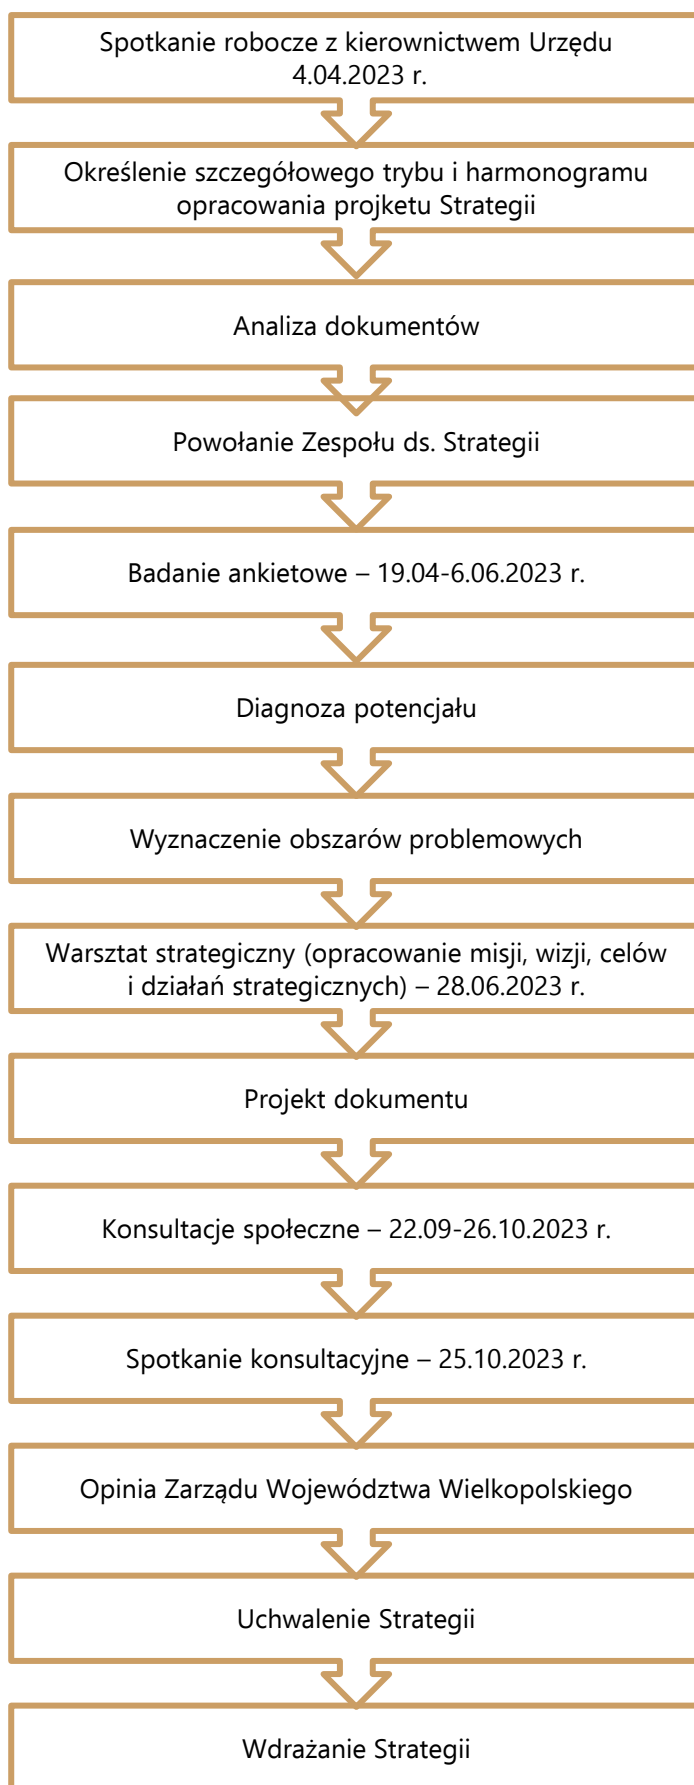 Spotkanie robocze z kierownictwem Urzędu
4.04.2023 r.
Określenie szczegółowego trybu i harmonogramu
opracowania projketu Strategii
Analiza dokumentów
Powołanie Zespołu ds. Strategii
Badanie ankietowe – 19.04-6.06.2023 r.
Diagnoza potencjału
Wyznaczenie obszarów problemowych
Warsztat strategiczny (opracowanie misji, wizji, celów
i działań strategicznych) – 28.06.2023 r.
Projekt dokumentu
Konsultacje społeczne – 22.09-26.10.2023 r.
Spotkanie konsultacyjne – 25.10.2023 r.
Opinia Zarządu Województwa Wielkopolskiego
Uchwalenie Strategii
Wdrażanie Strategii